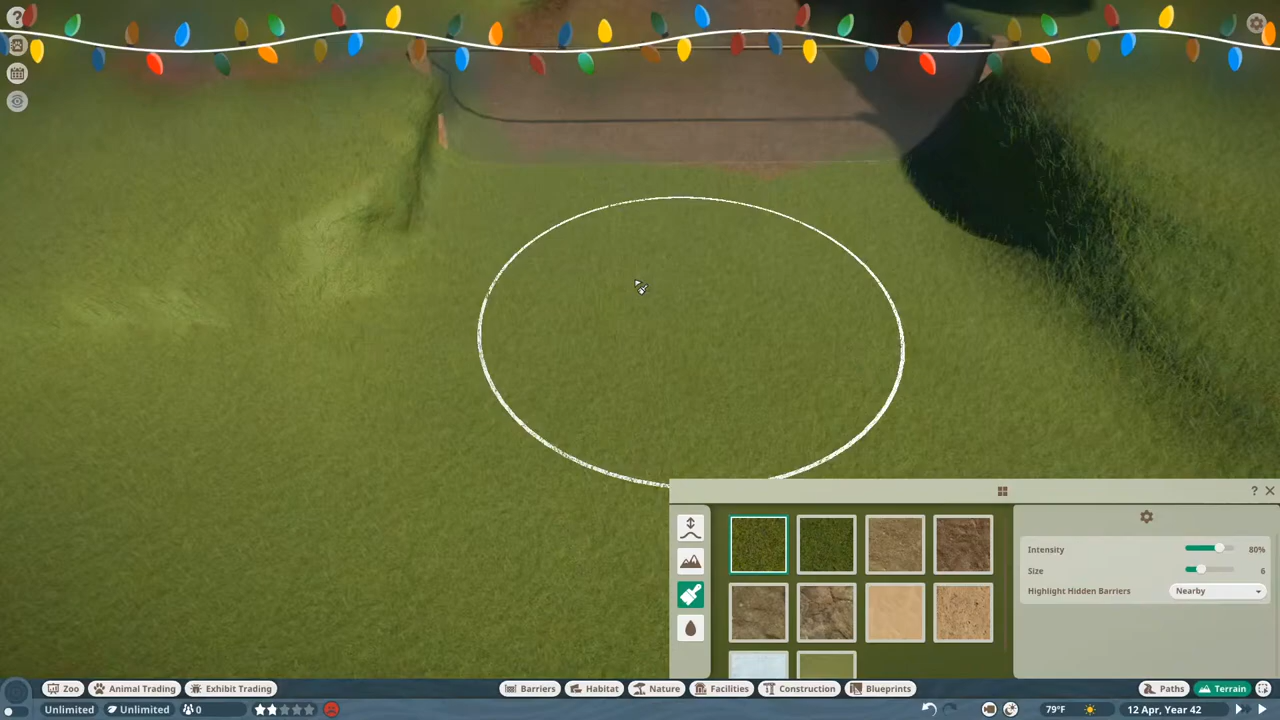 ?
?
Intensity 80%
Size 6
Highlight Hidden Barriers Nearby
Zoo Animal Trading Exhibit Trading Barriers Habitat Nature Facilities Construction Blueprints Paths Terrain
Unlimited Unlimited 0 79°F 12 Apr, Year 42